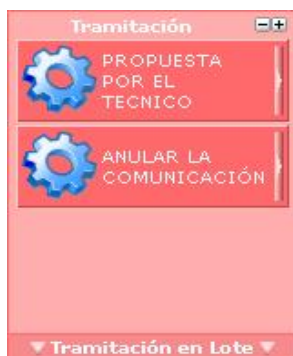 Tramitación
PROPUESTA
POR EL
TECNICO
ANULAR LA
COMUNICACIÓN
Tramitación en Lote